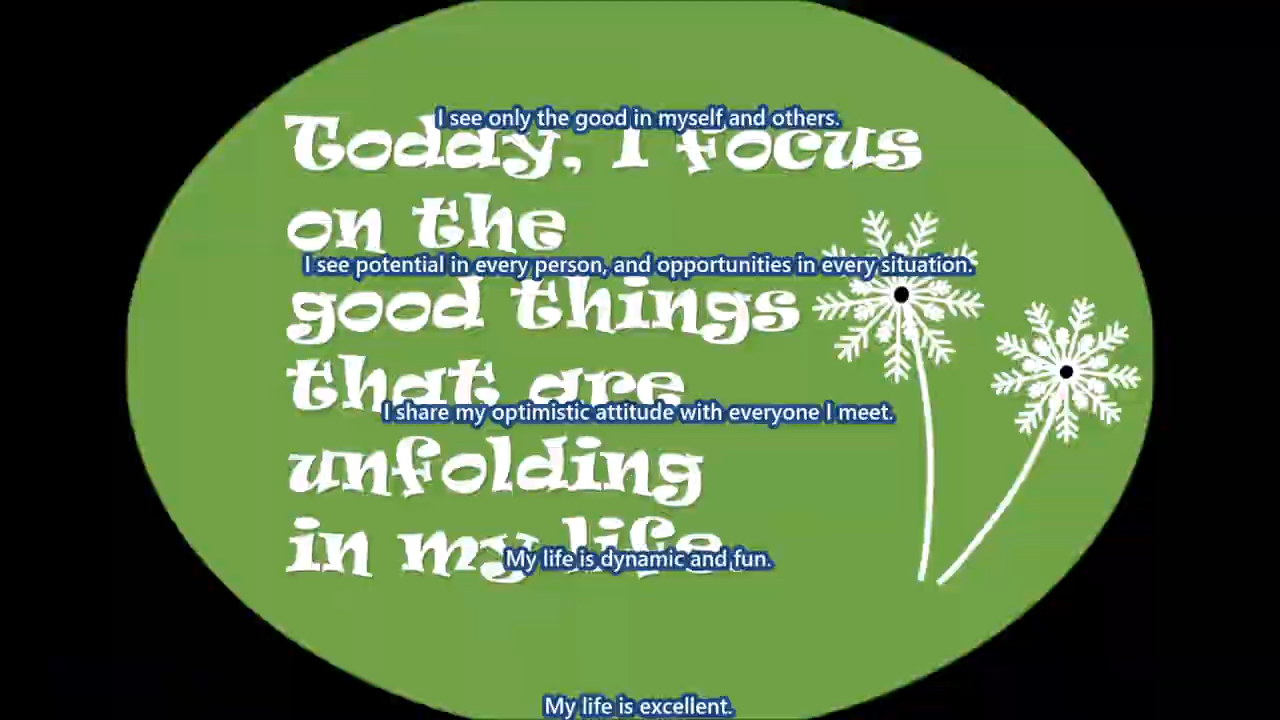 I see only the good in myself and others.
Today, I focus
on the
I see potential in every person, and opportunities in every situation.
good things
that are
I share my optimistic attitude with everyone I meet.
unfolding
in my life.
My life is dynamic and fun.
My life is excellent.